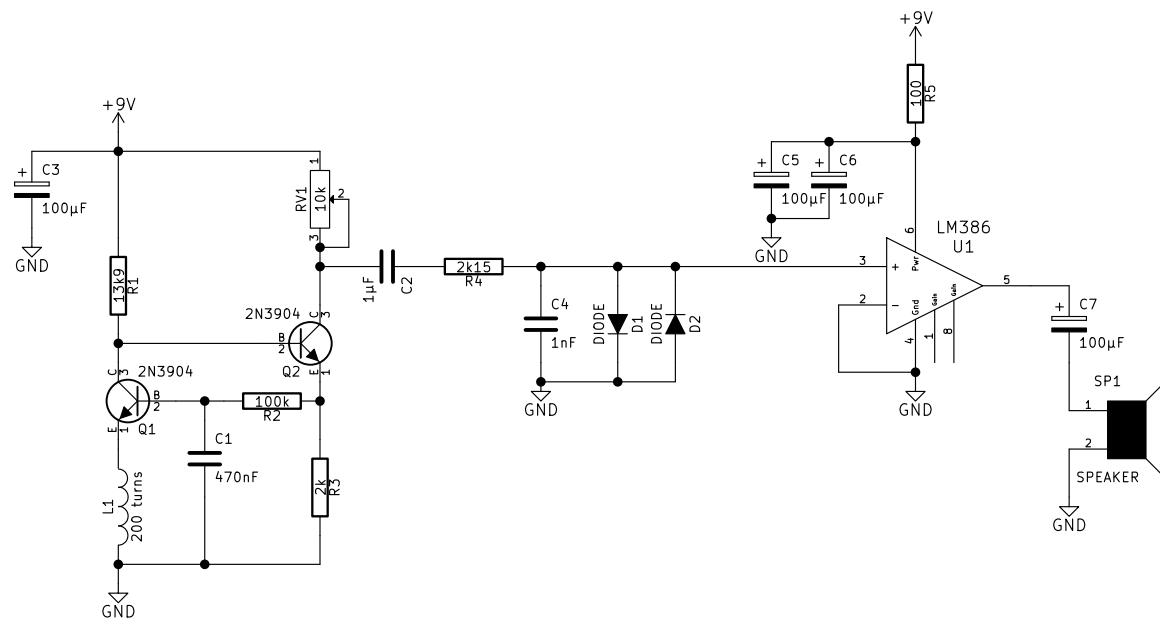 +9V
+9V
100
R5
+
C3
100µF
GND
1
RV1
10k
2
3
+
C5
100µF
+
C6
100µF
GND
6
LM386
U1
13k9
R1
1µF
C2
2k15
R4
3
+
Pwr
2
-
Gnd
Gain
Gain
4
1
8
5
+
C7
100µF
2N3904
C
3
B
2
Q2
E
1
C4
1nF
DIODE
D1
DIODE
D2
GND
GND
C
3
2N3904
B
2
Q1
E
1
100k
R2
C1
470nF
2k
R3
L1
200 turns
GND
SP1
1
2
SPEAKER
GND